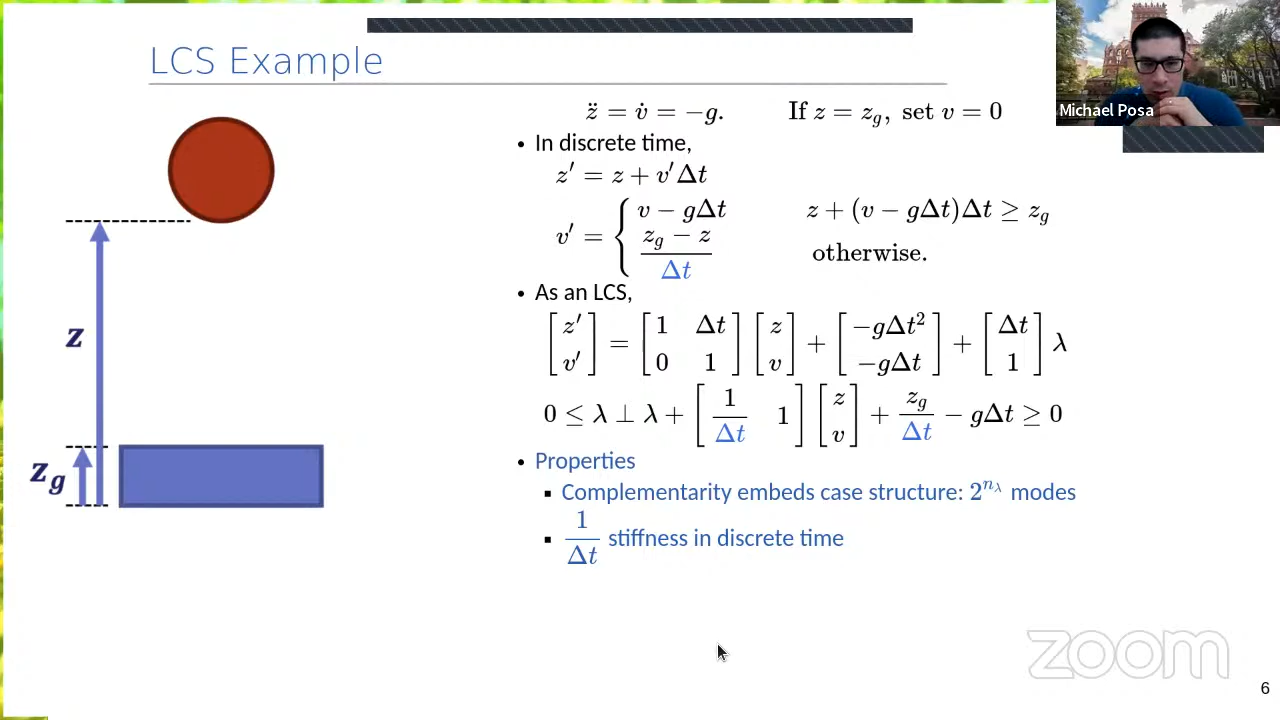 LCS Example
Michael Posa
z̈ = v̇ = −g. If z = z_g, set v = 0
• In discrete time,
z′ = z + v′Δt
v′ = { v − gΔt z + (v − gΔt)Δt ≥ z_g
(z_g − z)/Δt otherwise.
• As an LCS,
[z′; v′] = [1 Δt; 0 1] [z; v] + [−gΔt²; −gΔt] + [Δt; 1] λ
0 ≤ λ ⊥ λ + [1/Δt 1] [z; v] + z_g/Δt − gΔt ≥ 0
• Properties
▪ Complementarity embeds case structure: 2^{n_λ} modes
▪ 1/Δt stiffness in discrete time
z
z_g
zoom
6